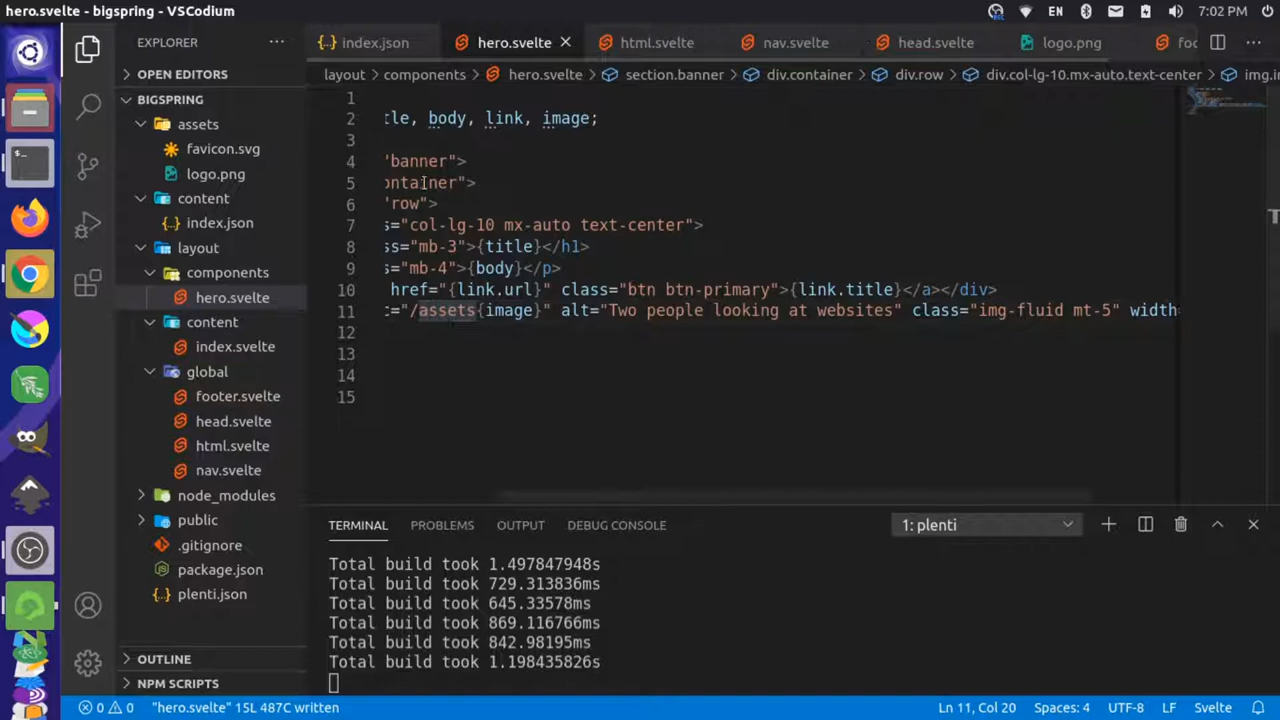 hero.svelte - bigspring - VSCodium
EN
7:02 PM
EXPLORER
index.json
hero.svelte
html.svelte
nav.svelte
head.svelte
logo.png
foo
OPEN EDITORS
layout
components
hero.svelte
section.banner
div.container
div.row
div.col-lg-10.mx-auto.text-center
BIGSPRING
assets
favicon.svg
logo.png
content
index.json
layout
components
hero.svelte
content
index.svelte
global
footer.svelte
head.svelte
html.svelte
nav.svelte
node_modules
public
.gitignore
package.json
plenti.json
OUTLINE
NPM SCRIPTS
1
2 tle, body, link, image;
3
4 "banner">
5 ontainer">
6 "row">
7 s="col-lg-10 mx-auto text-center">
8 ss="mb-3">{title}</h1>
9 s="mb-4">{body}</p>
10 href="{link.url}" class="btn btn-primary">{link.title}</a></div>
11 c="/assets{image}" alt="Two people looking at websites" class="img-fluid mt-5" width=
12
13
14
15
TERMINAL
PROBLEMS
OUTPUT
DEBUG CONSOLE
1: plenti
Total build took 1.497847948s
Total build took 729.313836ms
Total build took 645.33578ms
Total build took 869.116766ms
Total build took 842.98195ms
Total build took 1.198435826s
0 0
"hero.svelte" 15L 487C written
Ln 11, Col 20
Spaces: 4
UTF-8
LF
Svelte